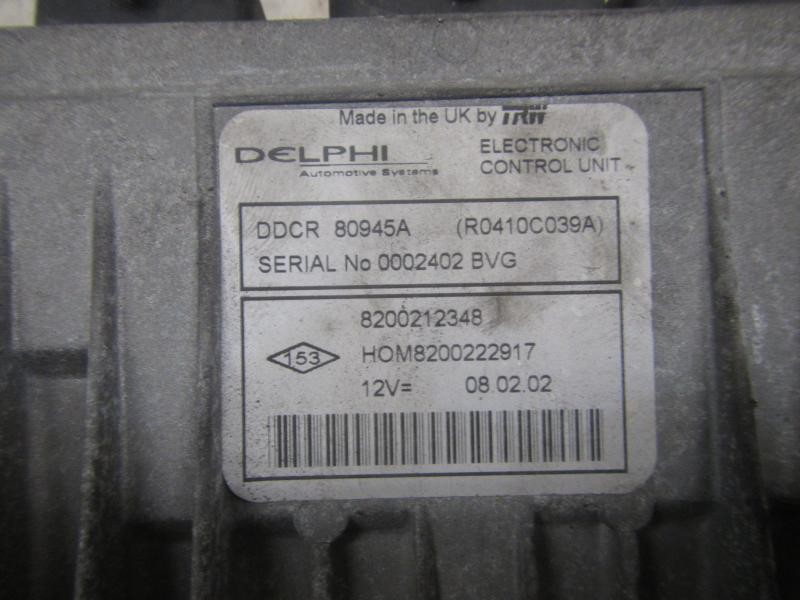 Made in the UK by TRW
DELPHI
Automotive Systems
ELECTRONIC
CONTROL UNIT
DDCR 80945A (R0410C039A)
SERIAL No 0002402 BVG
8200212348
153 HOM8200222917
12V= 08.02.02